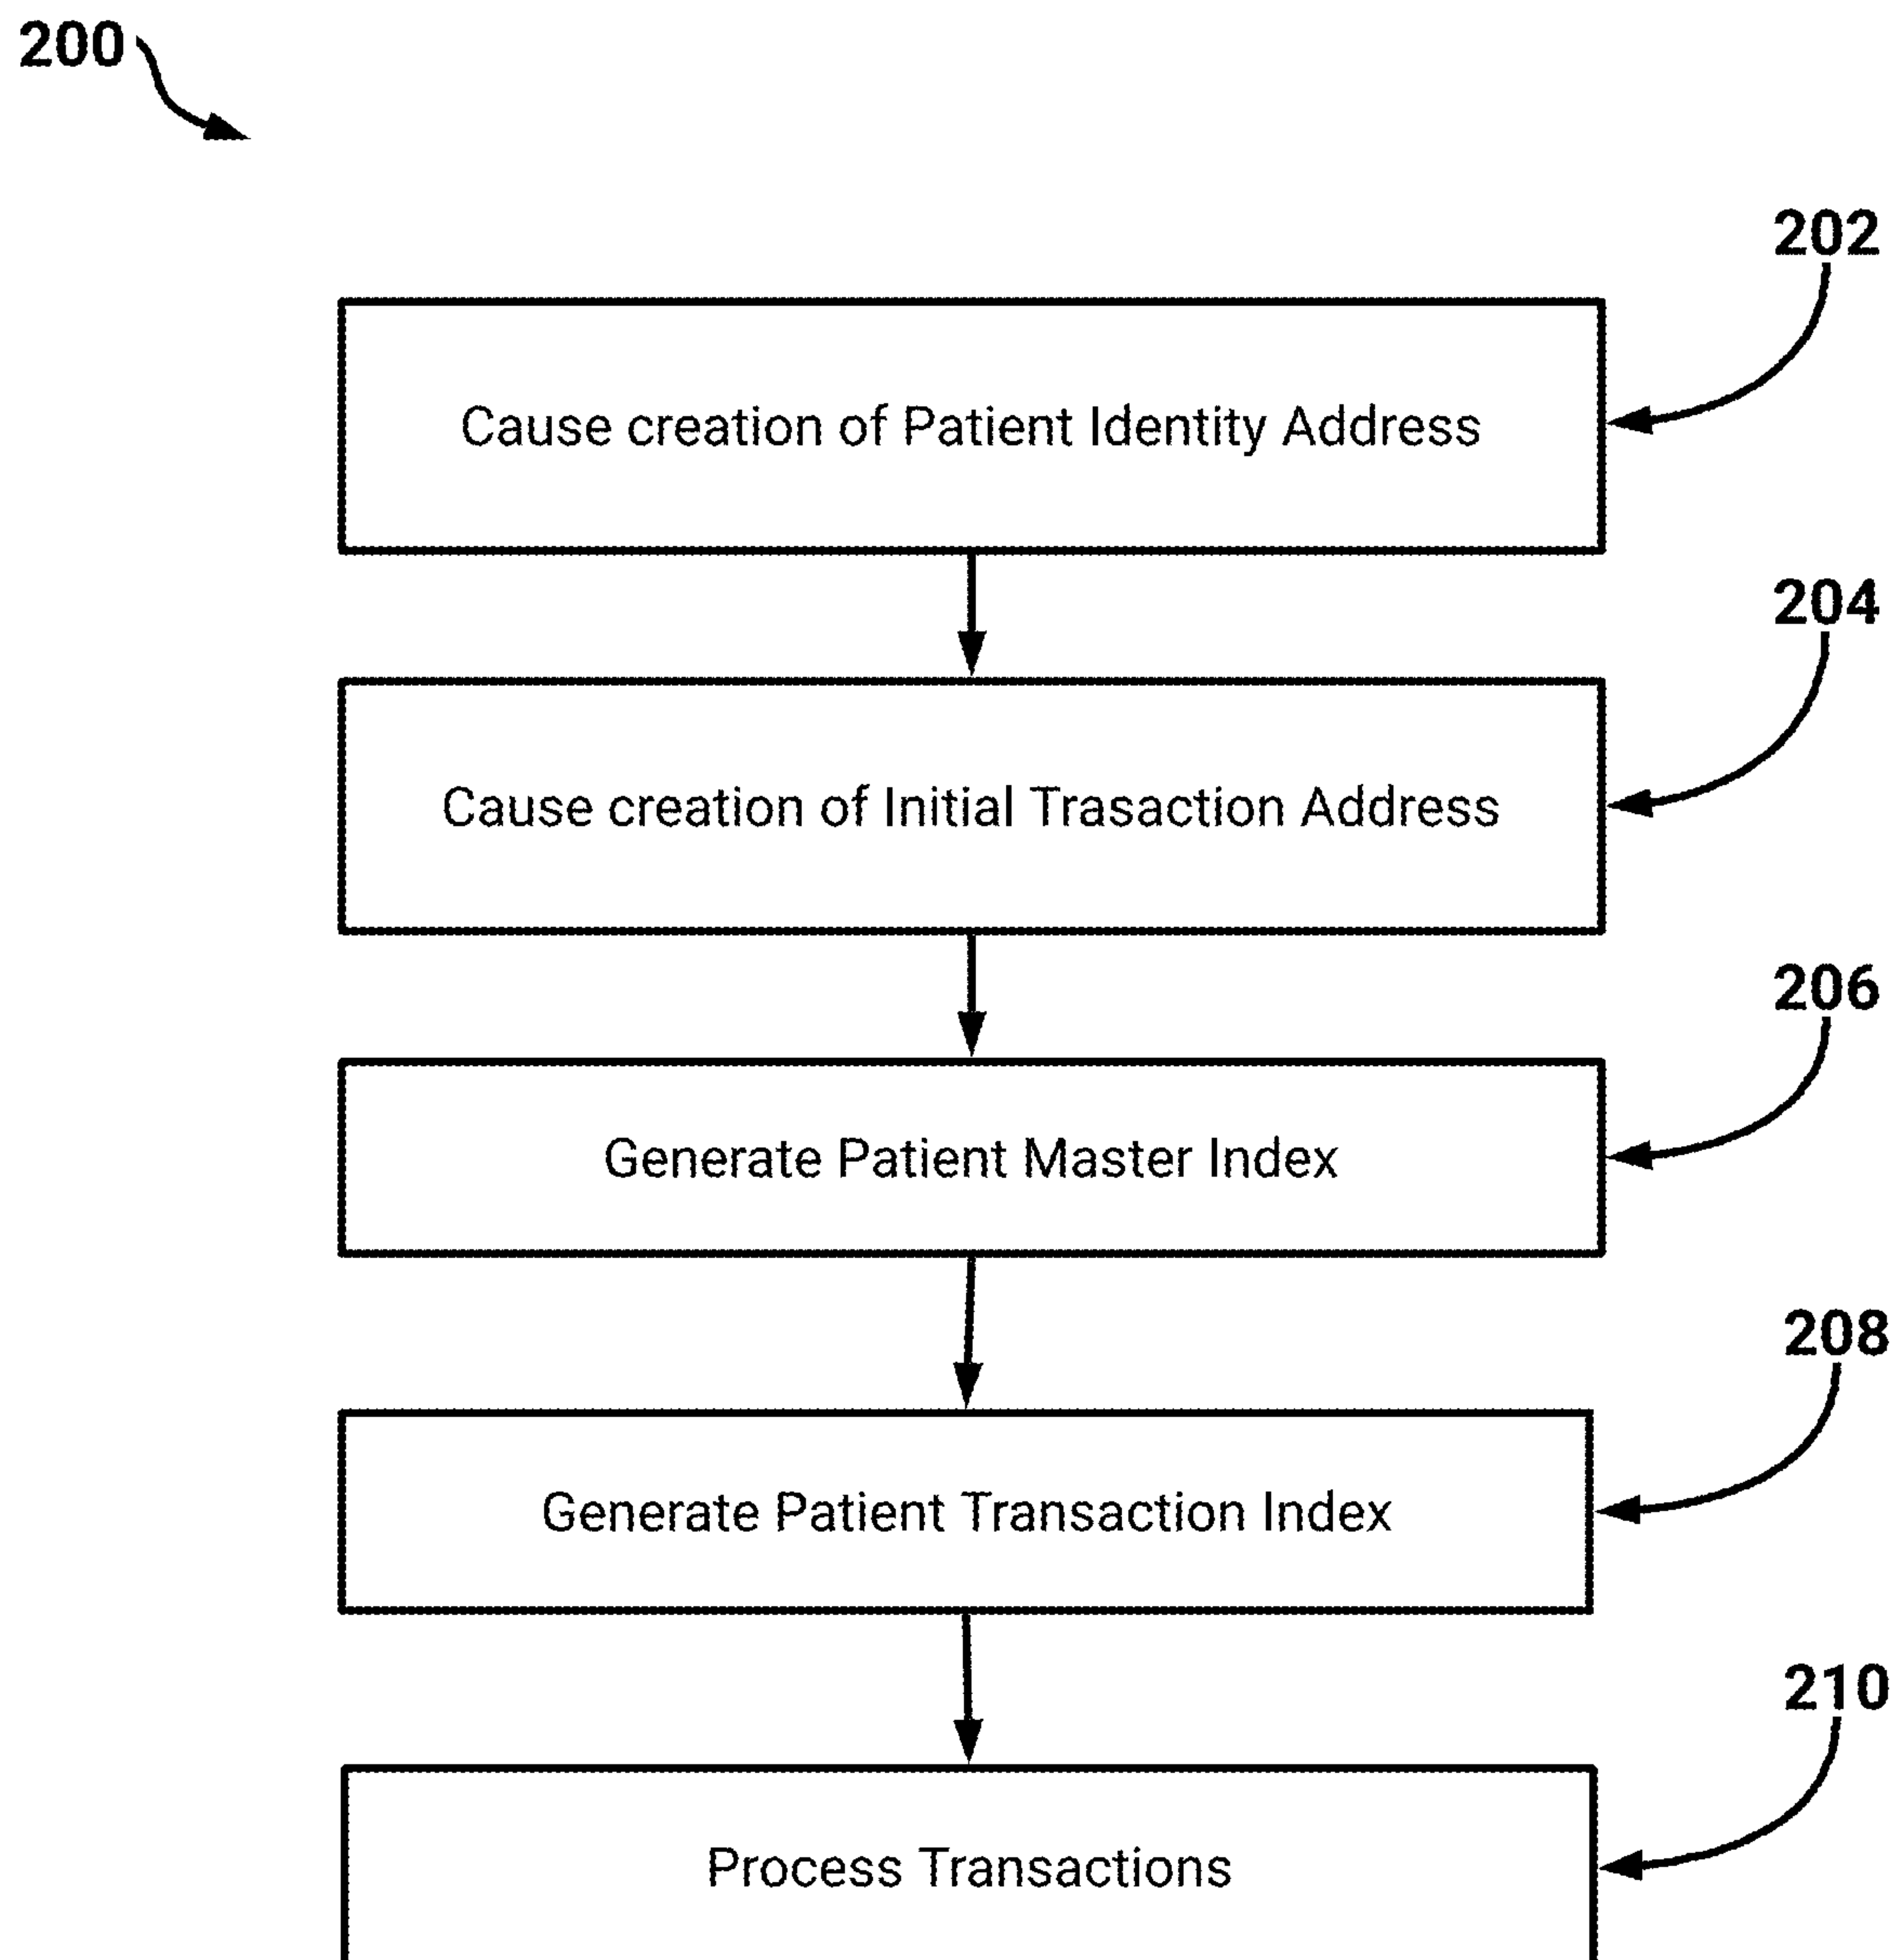 200
202
Cause creation of Patient Identity Address
204
Cause creation of Initial Trasaction Address
206
Generate Patient Master Index
208
Generate Patient Transaction Index
210
Process Transactions